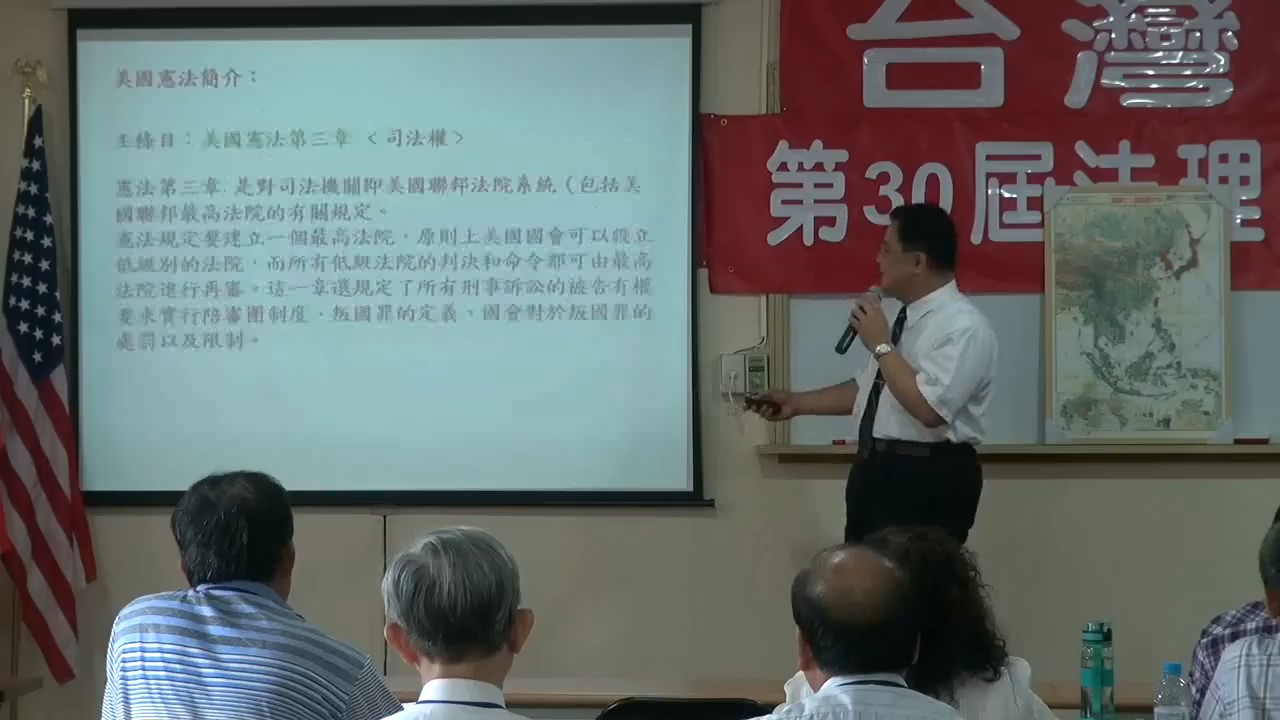 美國憲法簡介：
主條目：美國憲法第三章〈司法權〉
憲法第三章 是對司法機關即美國聯邦法院系統（包括美
國聯邦最高法院的有關規定。
憲法規定要建立一個最高法院，原則上美國國會可以設立
低級別的法院，而所有低級法院的判決和命令都可由最高
法院進行再審。這一章還規定了所有刑事訴訟的被告有權
要求實行陪審團制度，叛國罪的定義，國會對於叛國罪的
處罰以及限制。
台灣
第30屆法理